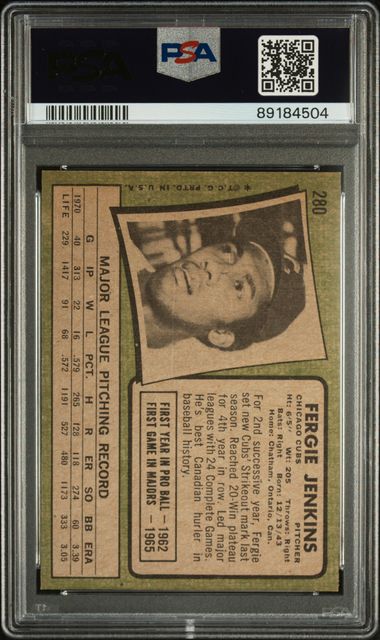 PSA
PSA
89184504
280
FERGIE JENKINS
CHICAGO CUBS PITCHER
Ht: 6'5" Wt: 205 Throws: Right
Bats: Right Born: 12/13/43
Home: Chatham, Ontario, Can.
For 2nd successive year, Fergie
set new Cubs' Strikeout mark last
season. Reached 20-Win plateau
for 4th year in row. Led major
leagues with 24 Complete Games.
He's best Canadian hurler in
baseball history.
FIRST YEAR IN PRO BALL — 1962
FIRST GAME IN MAJORS — 1965
MAJOR LEAGUE PITCHING RECORD
G IP W L PCT. H R ER SO BB ERA
1970 40 313 22 16 .579 265 128 118 274 60 3.39
LIFE 229 1417 91 68 .572 1191 527 480 1173 333 3.05
★©T.C.G. PRTD. IN U.S.A.